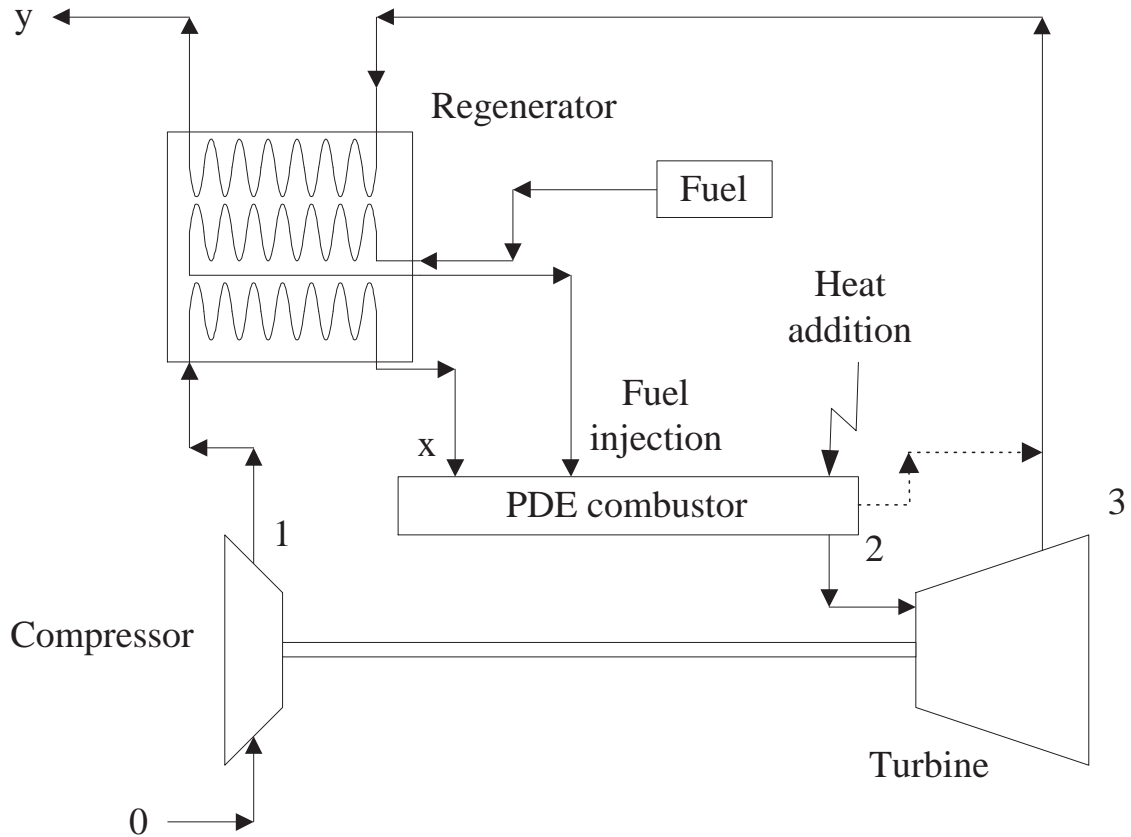 y
Regenerator
Fuel
Heat
addition
Fuel
injection
x
PDE combustor
3
1
2
Compressor
Turbine
0